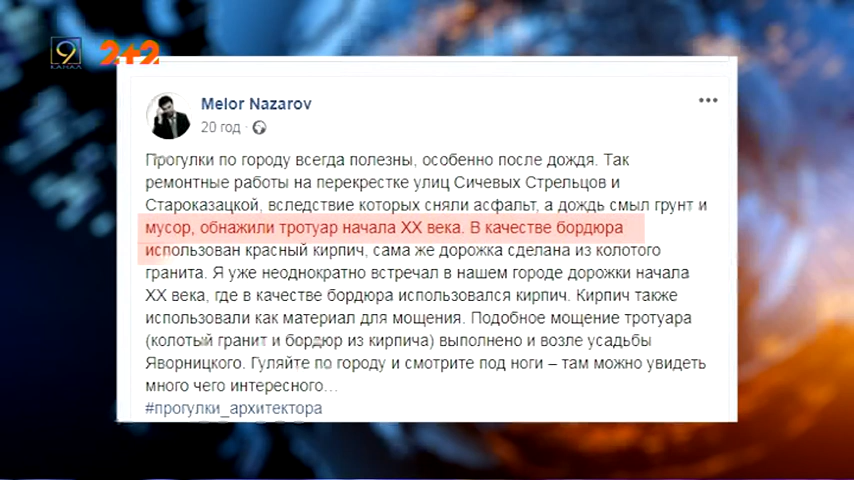 9
КАНАЛ
2+2
Melor Nazarov
20 год ·
Прогулки по городу всегда полезны, особенно после дождя. Так
ремонтные работы на перекрестке улиц Сичевых Стрельцов и
Староказацкой, вследствие которых сняли асфальт, а дождь смыл грунт и
мусор, обнажили тротуар начала XX века. В качестве бордюра
использован красный кирпич, сама же дорожка сделана из колотого
гранита. Я уже неоднократно встречал в нашем городе дорожки начала
XX века, где в качестве бордюра использовался кирпич. Кирпич также
использовали как материал для мощения. Подобное мощение тротуара
(колотый гранит и бордюр из кирпича) выполнено и возле усадьбы
Яворницкого. Гуляйте по городу и смотрите под ноги – там можно увидеть
много чего интересного…
#прогулки_архитектора